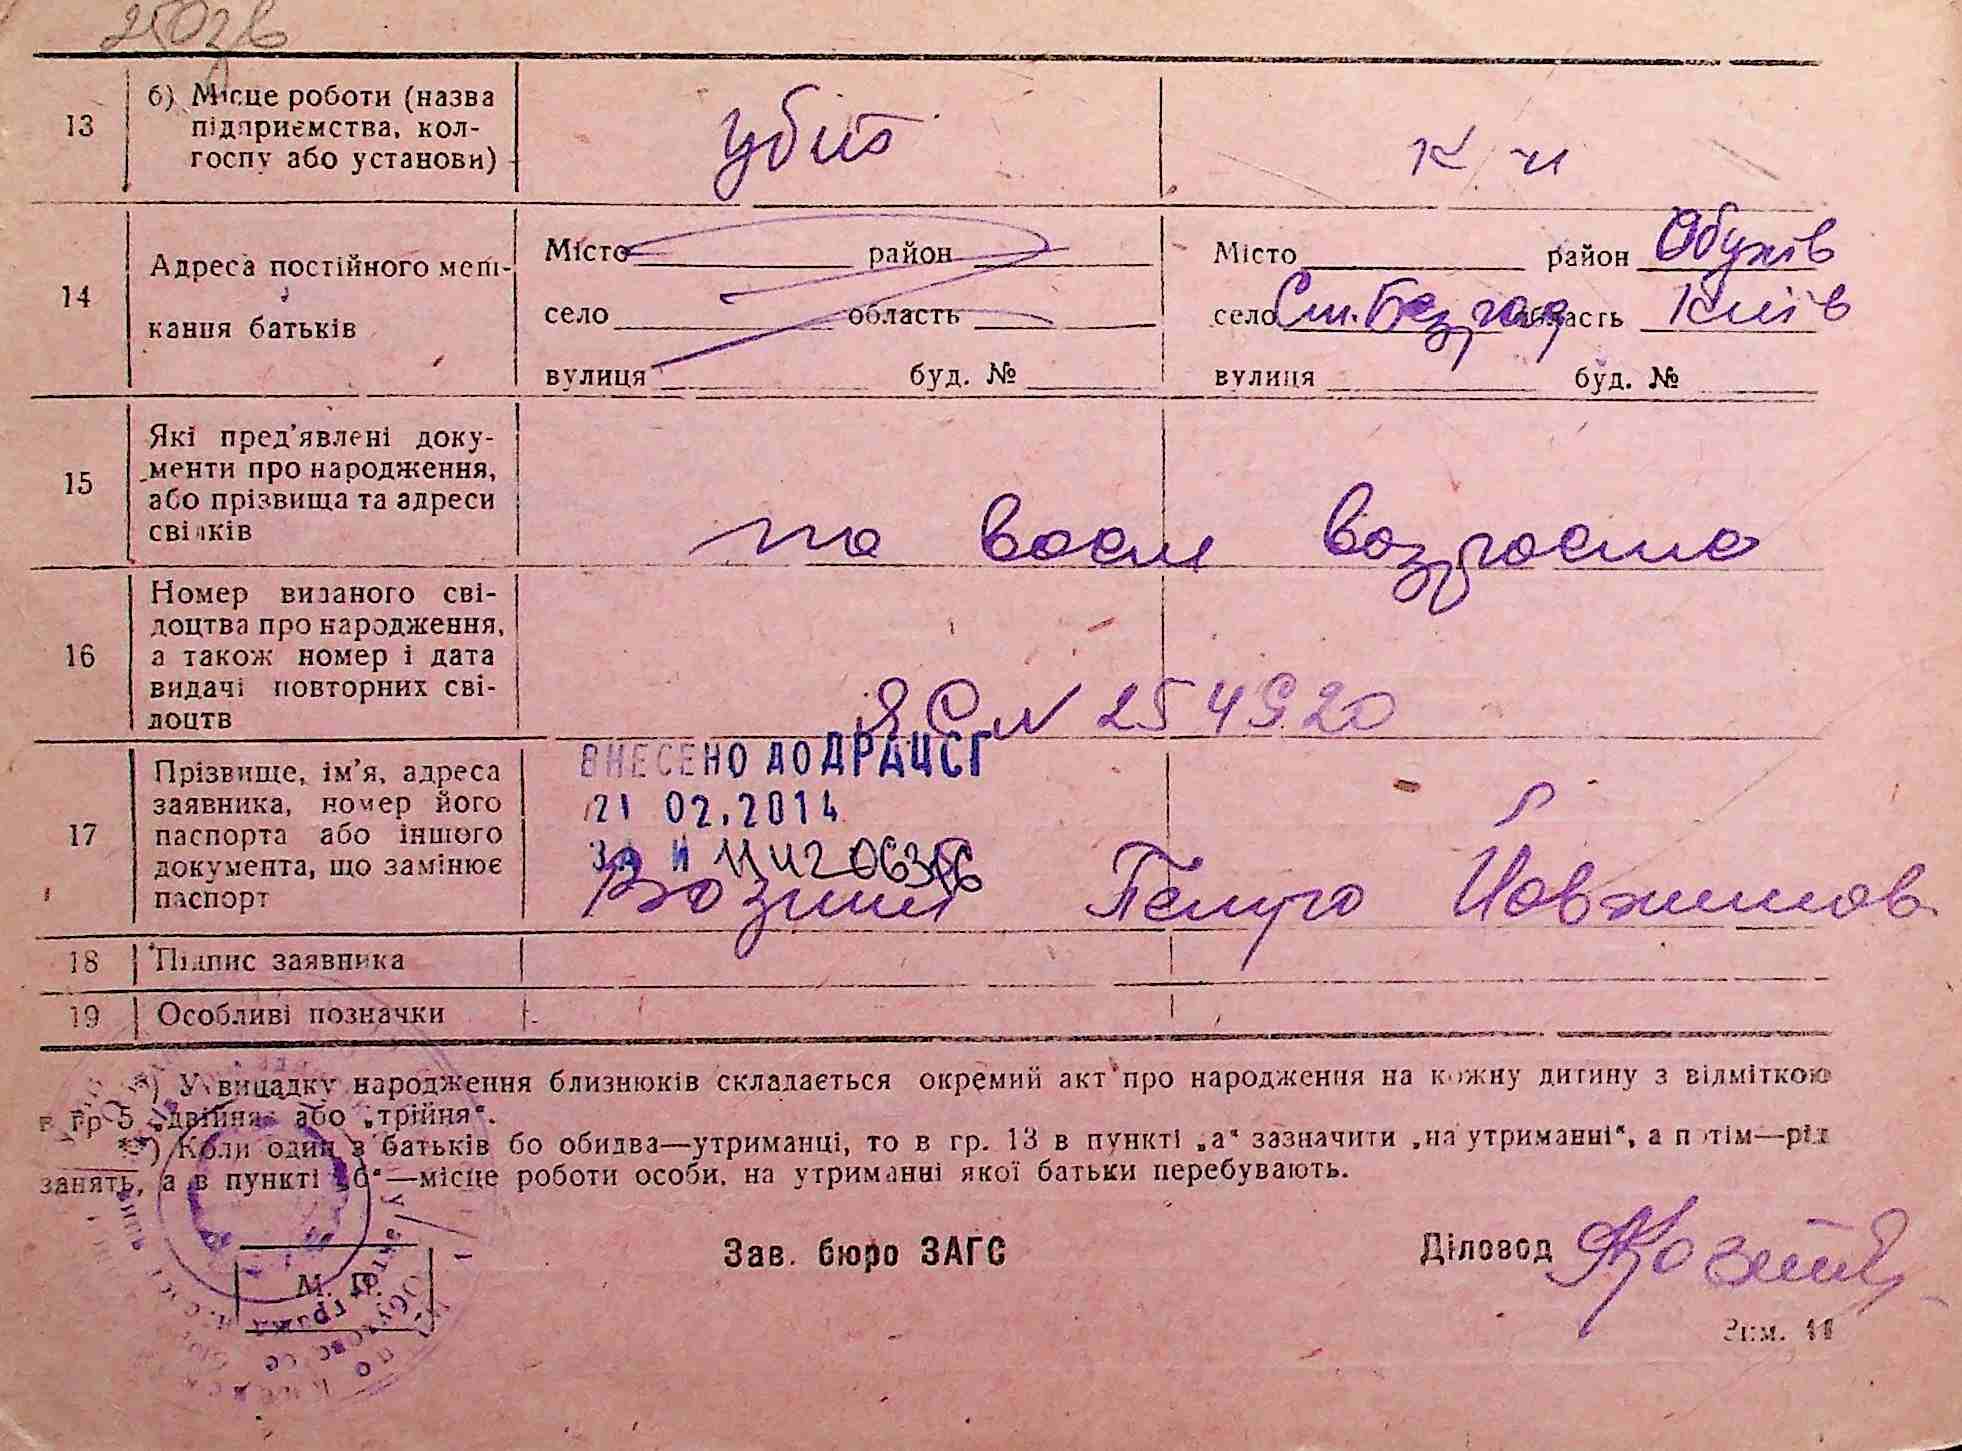 2502в
13 б) Місце роботи (назва
підприємства, кол-
госпу або установи)
убит
к/н
14 Адреса постійного меш-
кання батьків
Місто район
село область
вулиця буд. №
Місто район Обухів
село Ст. Безрад область Київ
вулиця буд. №
15 Які пред'явлені доку-
менти про народження,
або прізвища та адреси
свідків
по восм возрасте
16 Номер виданого сві-
доцтва про народження,
а також номер і дата
видачі повторних сві-
доцтв
ЯС N 254920
17 Прізвище, ім'я, адреса
заявника, номер його
паспорта або іншого
документа, що замінює
паспорт
ВНЕСЕНО ДО ДРАЦСГ
21 02.2014
ЗА №
Возний Петро Йовхимов
18 Підпис заявника
19 Особливі позначки
*) У випадку народження близнюків складається окремий акт про народження на кожну дитину з відміткою
в гр 5 „двійня“ або „трійня“.
**) Коли один з батьків бо обидва—утриманці, то в гр. 13 в пункті „а“ зазначити „на утриманні“, а потім—рід
занять, а в пункті „б“—місце роботи особи, на утриманні якої батьки перебувають.
Зав. бюро ЗАГС
Діловод
М. П.
Зам. 11